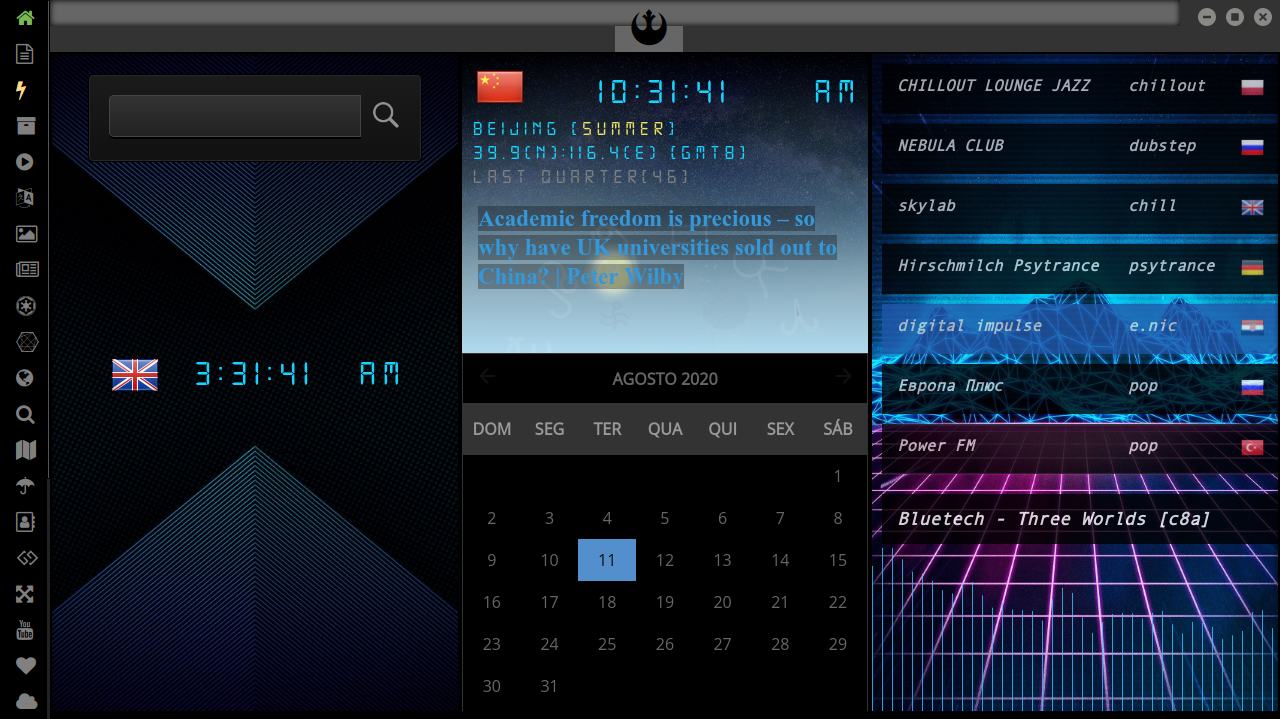 3:31:41 AM
10:31:41 AM
BEIJING (SUMMER)
39.9(N):116.4(E) (GMT8)
LAST QUARTER(46)
Academic freedom is precious – so
why have UK universities sold out to
China? | Peter Wilby
AGOSTO 2020
DOM SEG TER QUA QUI SEX SÁB
1
2 3 4 5 6 7 8
9 10 11 12 13 14 15
16 17 18 19 20 21 22
23 24 25 26 27 28 29
30 31
CHILLOUT LOUNGE JAZZ chillout
NEBULA CLUB dubstep
skylab chill
Hirschmilch Psytrance psytrance
digital impulse e.nic
Европа Плюс pop
Power FM pop
Bluetech - Three Worlds [c8a]
You
Tube